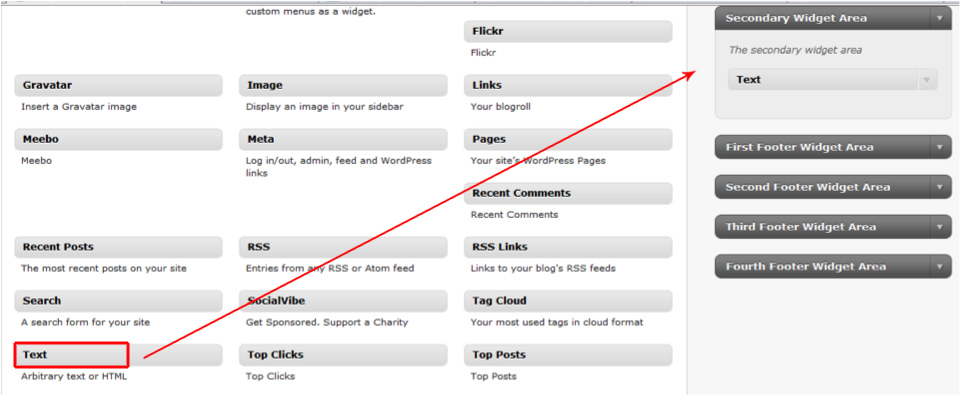 custom menus as a widget.
Flickr
Flickr
Gravatar
Insert a Gravatar image
Image
Display an image in your sidebar
Links
Your blogroll
Meebo
Meebo
Meta
Log in/out, admin, feed and WordPress
links
Pages
Your site's WordPress Pages
Recent Comments
Recent Comments
Recent Posts
The most recent posts on your site
RSS
Entries from any RSS or Atom feed
RSS Links
Links to your blog's RSS feeds
Search
A search form for your site
SocialVibe
Get Sponsored. Support a Charity
Tag Cloud
Your most used tags in cloud format
Text
Arbitrary text or HTML
Top Clicks
Top Clicks
Top Posts
Top Posts
Secondary Widget Area
The secondary widget area
Text
First Footer Widget Area
Second Footer Widget Area
Third Footer Widget Area
Fourth Footer Widget Area